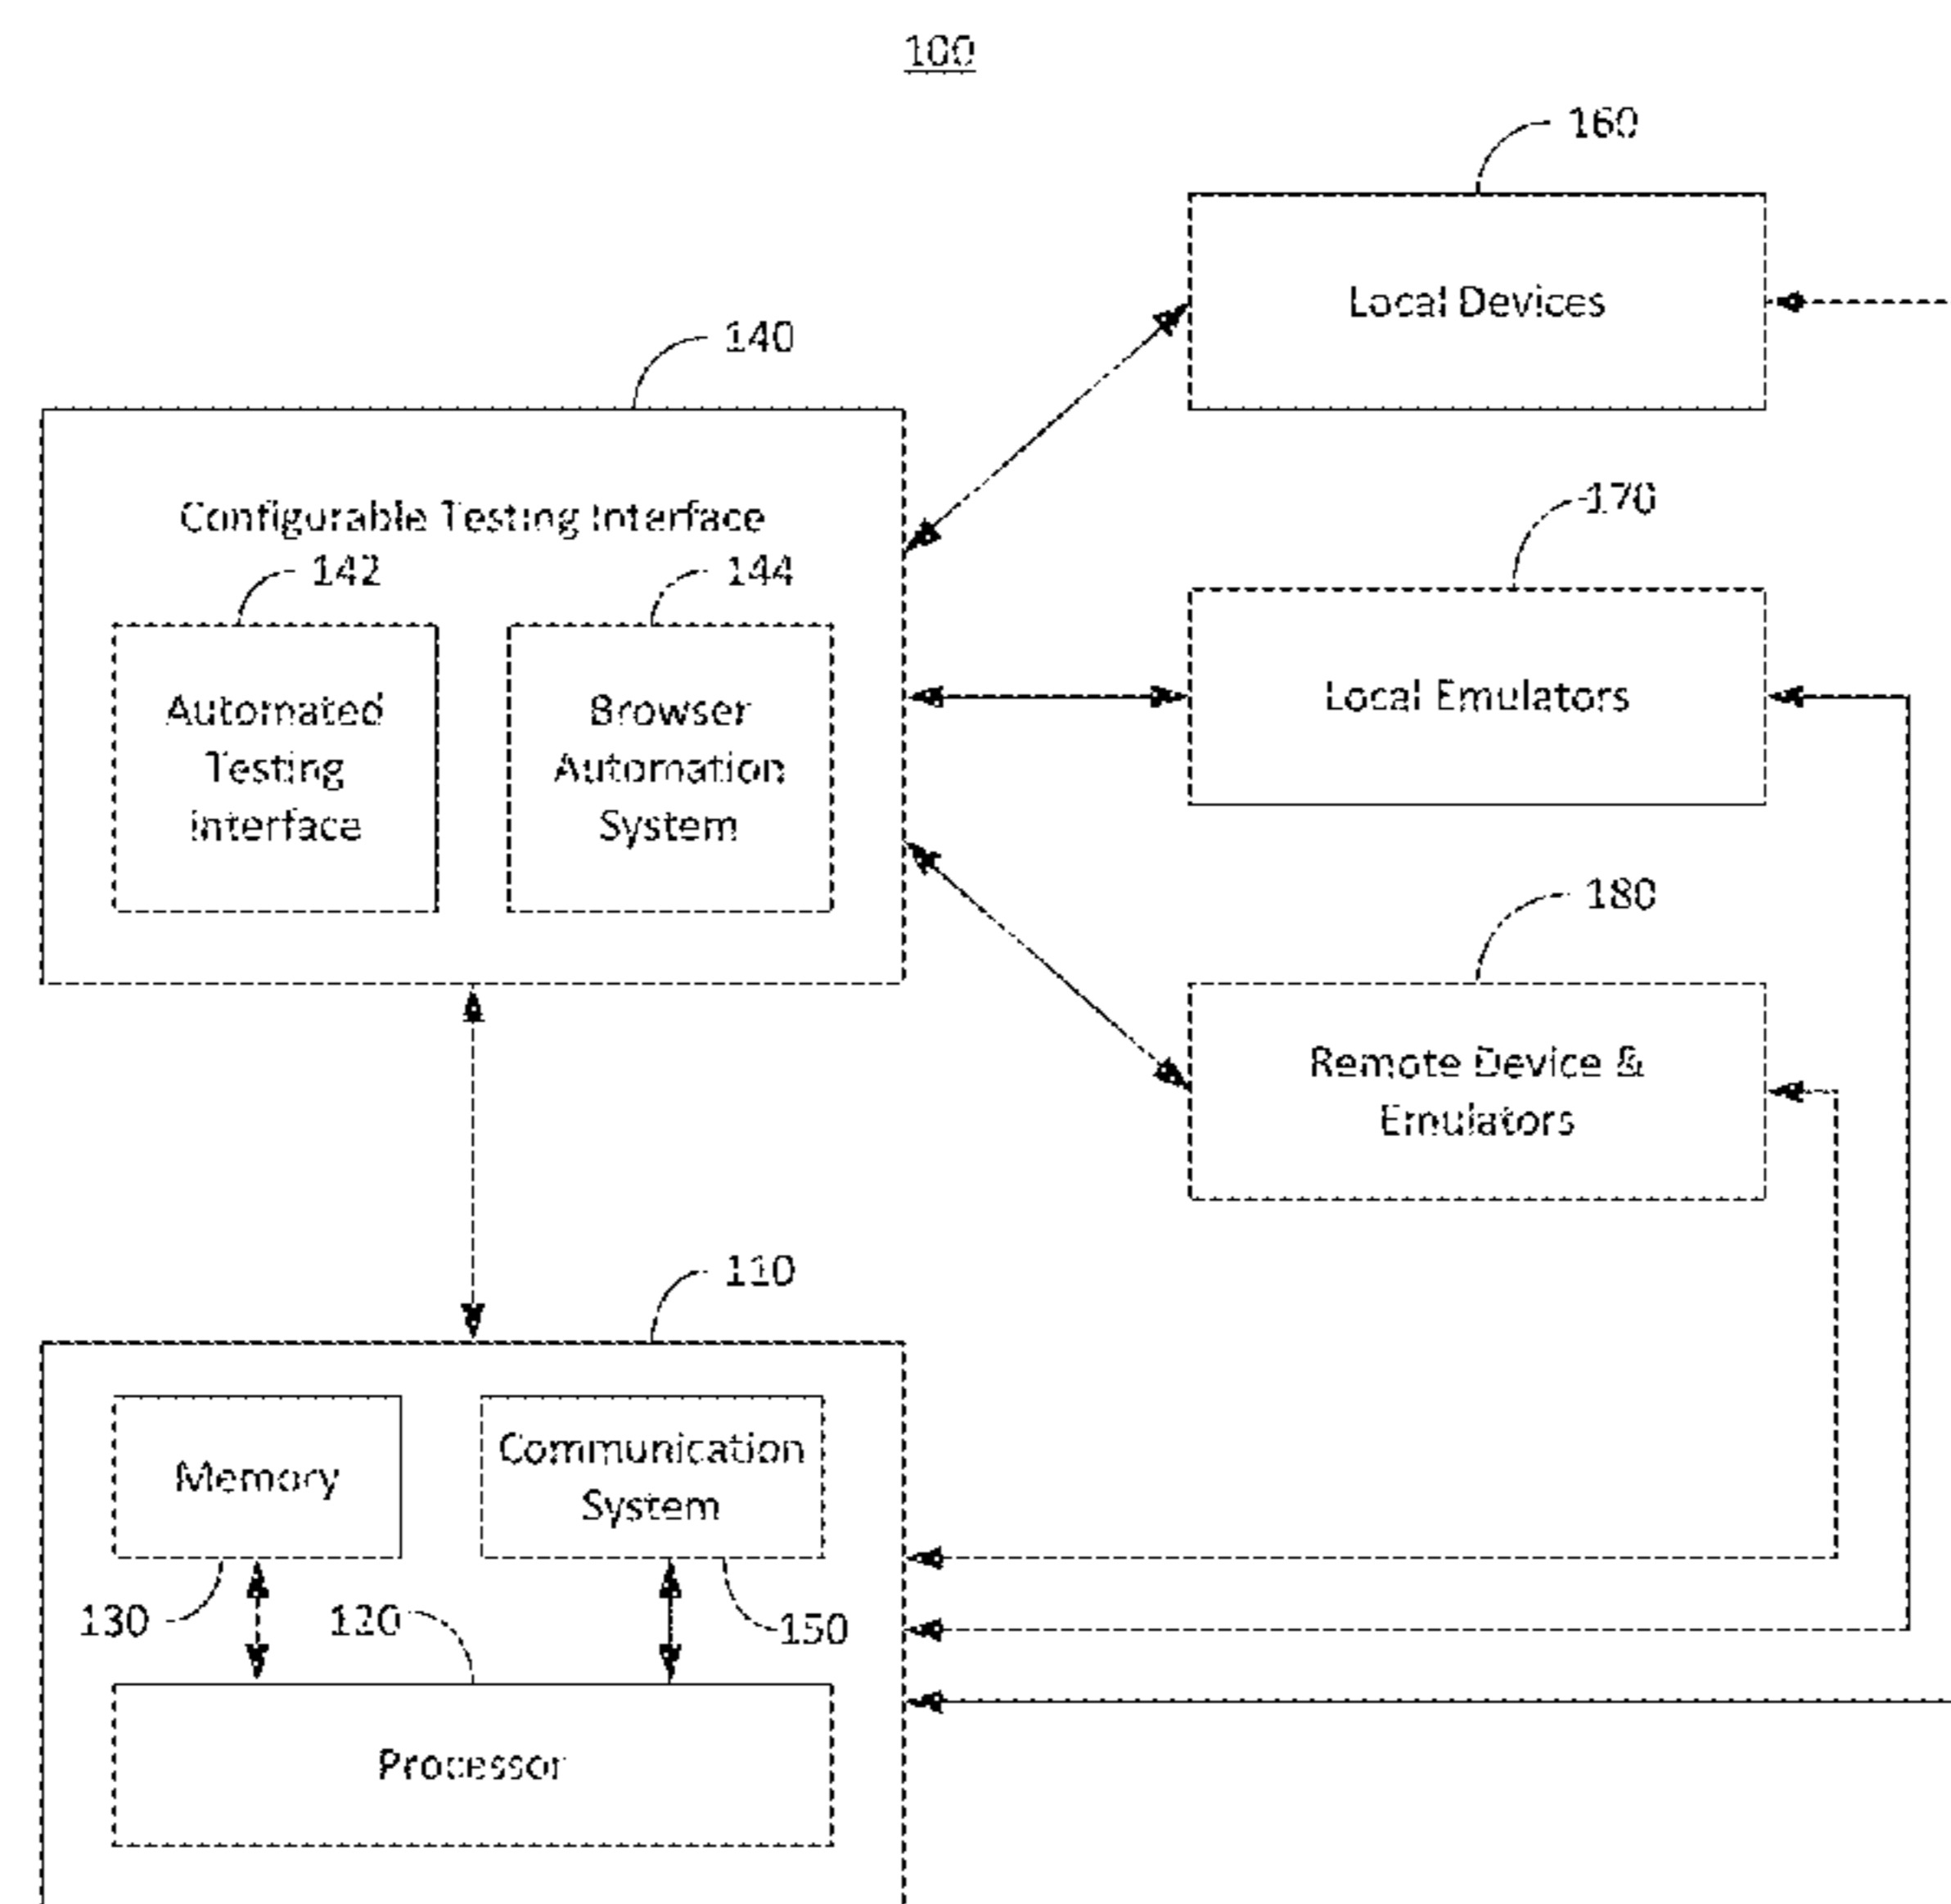 100
160
Local Devices
140
Configurable Testing Interface
142
144
Automated
Testing
Interface
Browser
Automation
System
170
Local Emulators
180
Remote Device &
Emulators
110
Memory
Communication
System
130
120
150
Processor